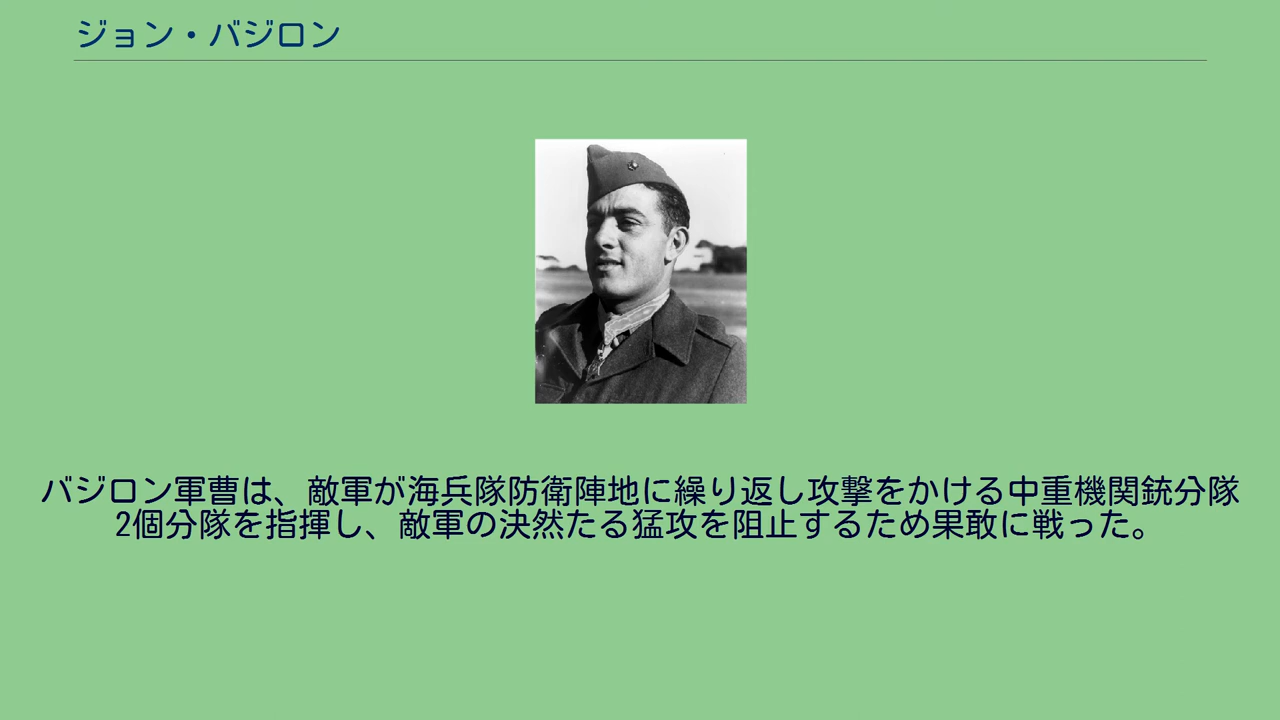 ジョン・バジロン
バジロン軍曹は、敵軍が海兵隊防衛陣地に繰り返し攻撃をかける中重機関銃分隊
2個分隊を指揮し、敵軍の決然たる猛攻を阻止するため果敢に戦った。